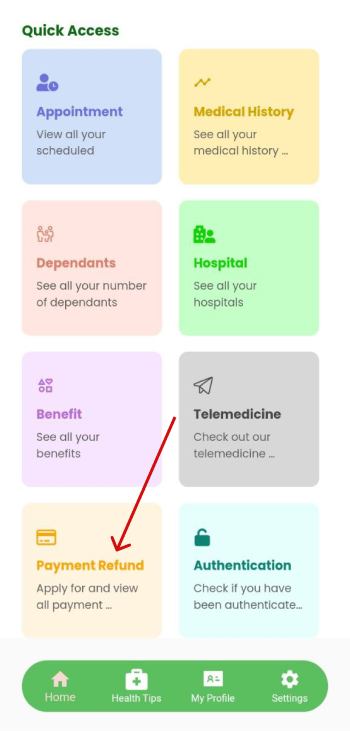 Quick Access
Appointment
View all your
scheduled
Medical History
See all your
medical history ...
Dependants
See all your number
of dependants
Hospital
See all your
hospitals
Benefit
See all your
benefits
Telemedicine
Check out our
telemedicine ...
Payment Refund
Apply for and view
all payment ...
Authentication
Check if you have
been authenticate...
Home
Health Tips
My Profile
Settings